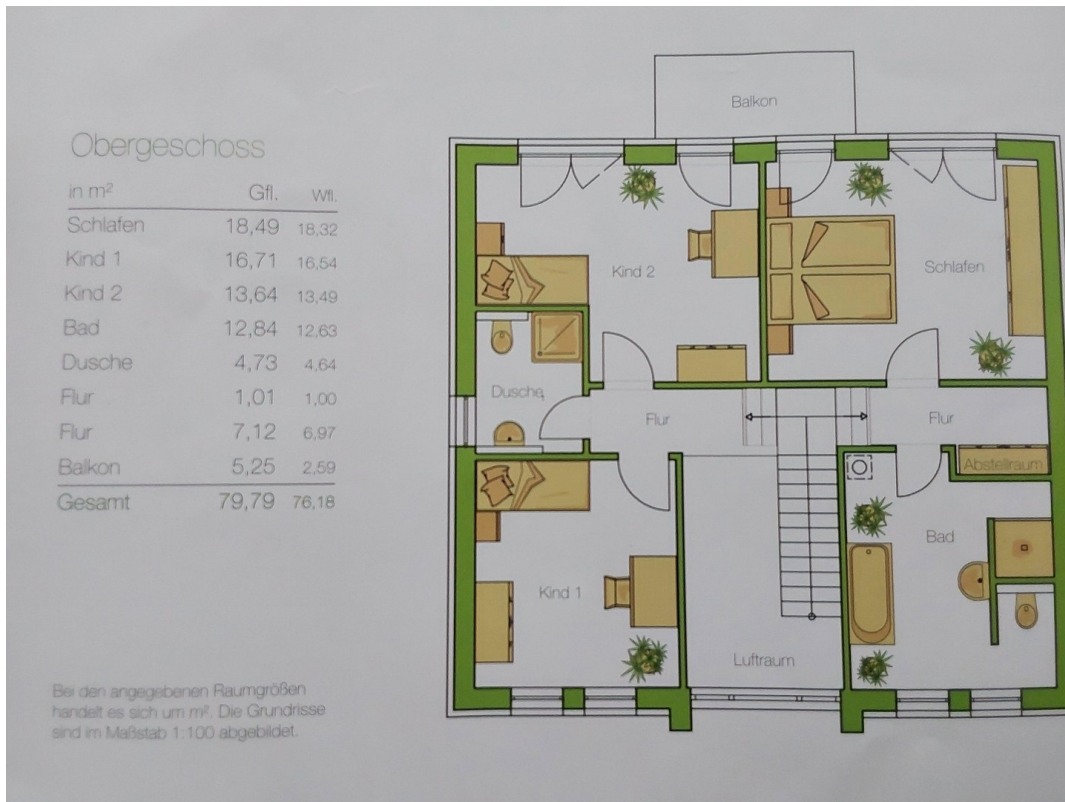 Obergeschoss
in m² Gfl. Wfl.
Schlafen 18,49 18,32
Kind 1 16,71 16,54
Kind 2 13,64 13,49
Bad 12,84 12,63
Dusche 4,73 4,64
Flur 1,01 1,00
Flur 7,12 6,97
Balkon 5,25 2,59
Gesamt 79,79 76,18
Bei den angegebenen Raumgrößen
handelt es sich um m². Die Grundrisse
sind im Maßstab 1:100 abgebildet.
Balkon
Kind 2
Schlafen
Dusche
Flur
Flur
Abstellraum
Bad
Kind 1
Luftraum